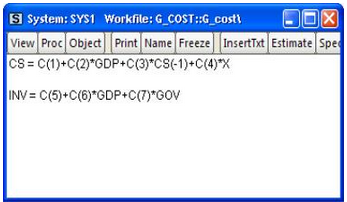 S System: SYS1 Workfile: G_COST::G_cost\
View Proc Object Print Name Freeze InsertTxt Estimate Spec
CS = C(1)+C(2)*GDP+C(3)*CS(-1)+C(4)*X
INV = C(5)+C(6)*GDP+C(7)*GOV